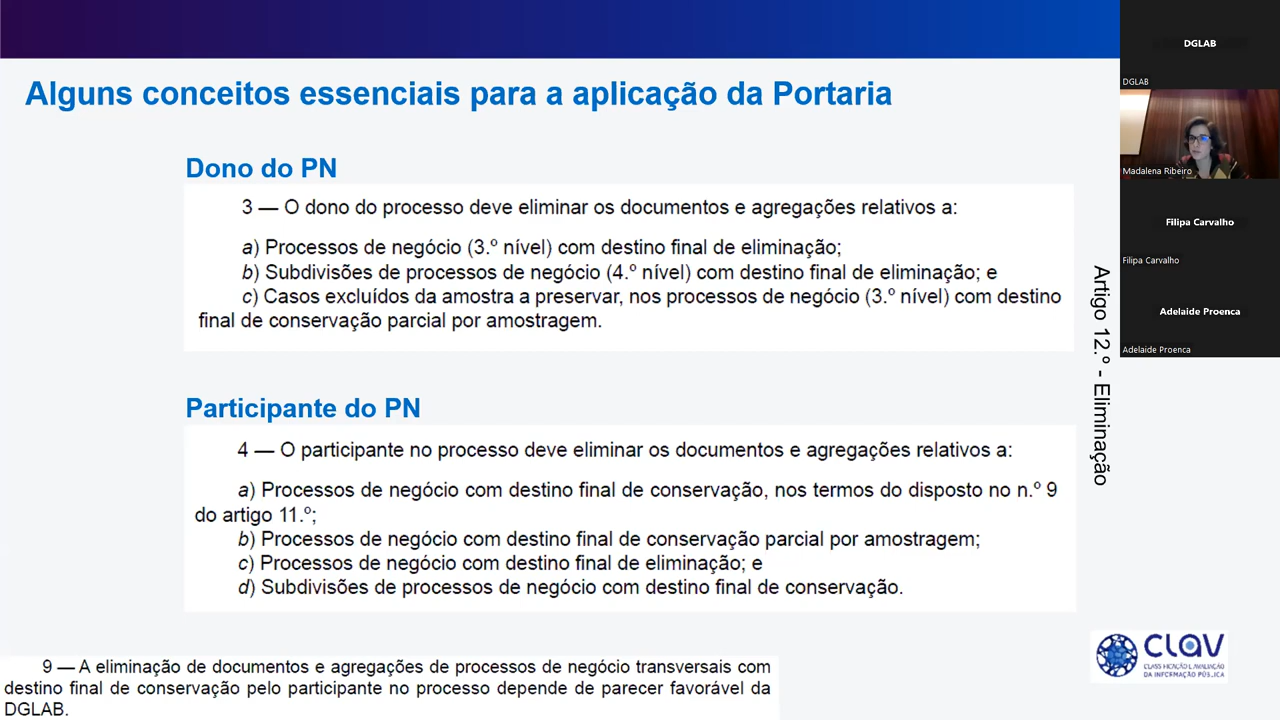 Alguns conceitos essenciais para a aplicação da Portaria
Dono do PN
3 — O dono do processo deve eliminar os documentos e agregações relativos a:
a) Processos de negócio (3.º nível) com destino final de eliminação;
b) Subdivisões de processos de negócio (4.º nível) com destino final de eliminação; e
c) Casos excluídos da amostra a preservar, nos processos de negócio (3.º nível) com destino
final de conservação parcial por amostragem.
Participante do PN
4 — O participante no processo deve eliminar os documentos e agregações relativos a:
a) Processos de negócio com destino final de conservação, nos termos do disposto no n.º 9
do artigo 11.º;
b) Processos de negócio com destino final de conservação parcial por amostragem;
c) Processos de negócio com destino final de eliminação; e
d) Subdivisões de processos de negócio com destino final de conservação.
9 — A eliminação de documentos e agregações de processos de negócio transversais com
destino final de conservação pelo participante no processo depende de parecer favorável da
DGLAB.
Artigo 12.º - Eliminação
CLAV
CLASSIFICAÇÃO E AVALIAÇÃO
DA INFORMAÇÃO PÚBLICA
DGLAB
DGLAB
Madalena Ribeiro
Filipa Carvalho
Filipa Carvalho
Adelaide Proenca
Adelaide Proenca